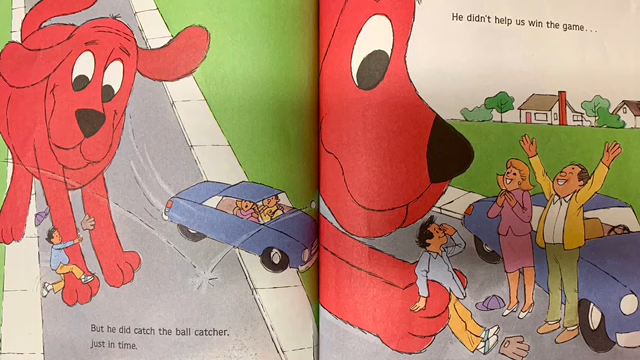 But he did catch the ball catcher,
just in time.
He didn't help us win the game . . .